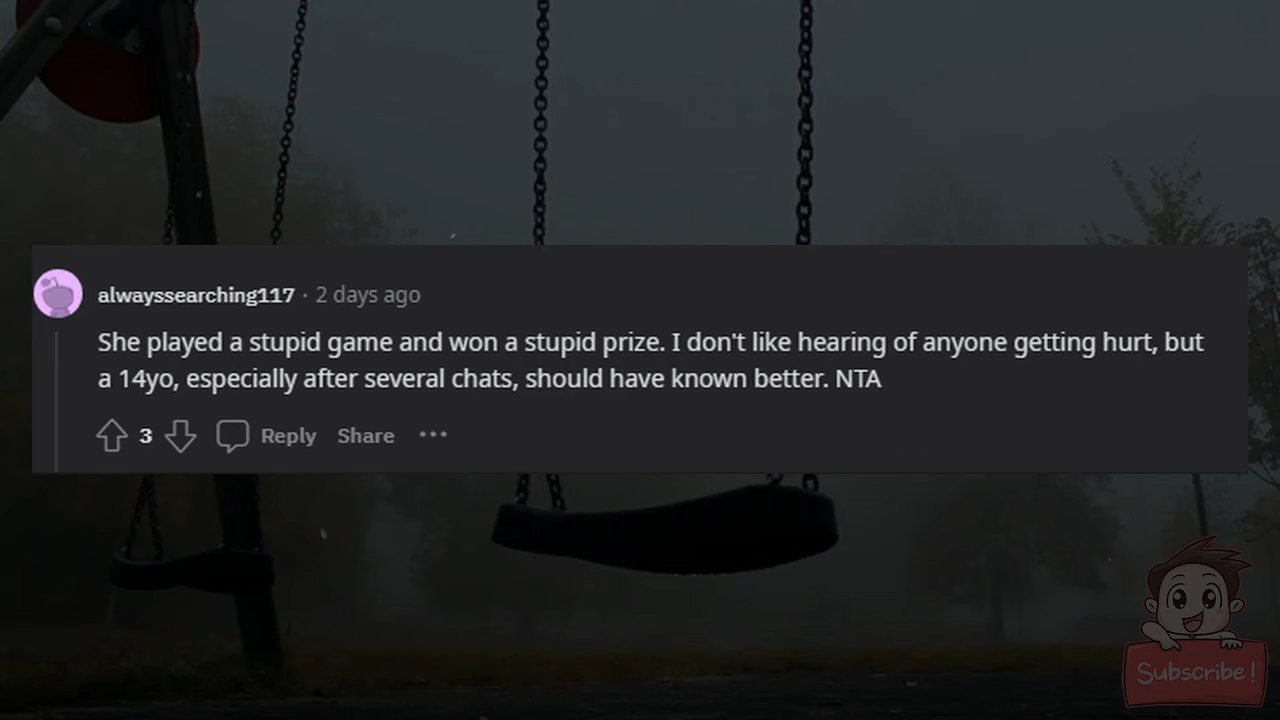 alwayssearching117 · 2 days ago
She played a stupid game and won a stupid prize. I don't like hearing of anyone getting hurt, but
a 14yo, especially after several chats, should have known better. NTA
3 Reply Share ···
Subscribe!